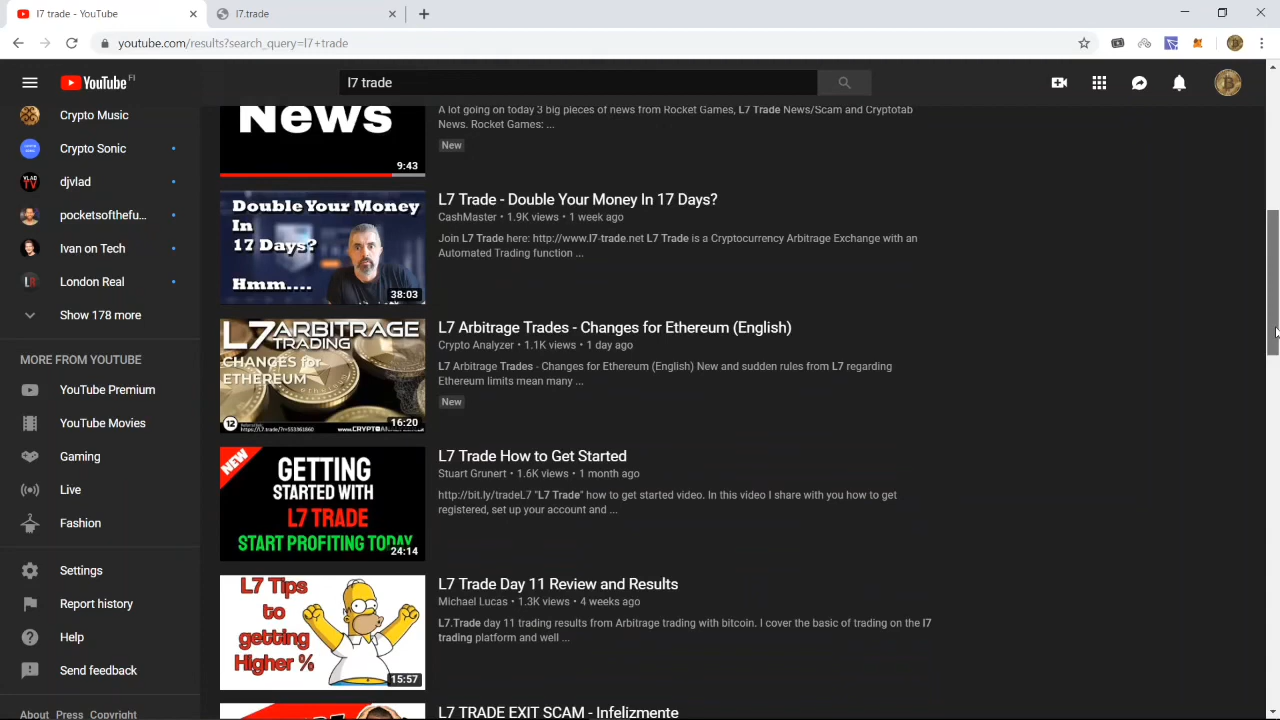 l7 trade - YouTube
l7.trade
youtube.com/results?search_query=l7+trade
YouTube FI
l7 trade
Crypto Music
Crypto Sonic
djvlad
pocketsofthefu...
Ivan on Tech
London Real
Show 178 more
MORE FROM YOUTUBE
YouTube Premium
YouTube Movies
Gaming
Live
Fashion
Settings
Report history
Help
Send feedback
About Press Copyright
News
9:43
A lot going on today 3 big pieces of news from Rocket Games, L7 Trade News/Scam and Cryptotab
News. Rocket Games: ...
New
Double Your Money
In
17 Days?
Hmm....
38:03
L7 Trade - Double Your Money In 17 Days?
CashMaster • 1.9K views • 1 week ago
Join L7 Trade here: http://www.l7-trade.net L7 Trade is a Cryptocurrency Arbitrage Exchange with an
Automated Trading function ...
L7 ARBITRAGE
TRADING
CHANGES for
ETHEREUM
12
16:20
L7 Arbitrage Trades - Changes for Ethereum (English)
Crypto Analyzer • 1.1K views • 1 day ago
L7 Arbitrage Trades - Changes for Ethereum (English) New and sudden rules from L7 regarding
Ethereum limits mean many ...
New
NEW
GETTING
STARTED WITH
L7 TRADE
START PROFITING TODAY
24:14
L7 Trade How to Get Started
Stuart Grunert • 1.6K views • 1 month ago
http://bit.ly/tradeL7 "L7 Trade" how to get started video. In this video I share with you how to get
registered, set up your account and ...
L7 Tips
to
getting
Higher %
15:57
L7 Trade Day 11 Review and Results
Michael Lucas • 1.3K views • 4 weeks ago
L7.Trade day 11 trading results from Arbitrage trading with bitcoin. I cover the basic of trading on the l7
trading platform and well ...
L7 TRADE EXIT SCAM - Infelizmente